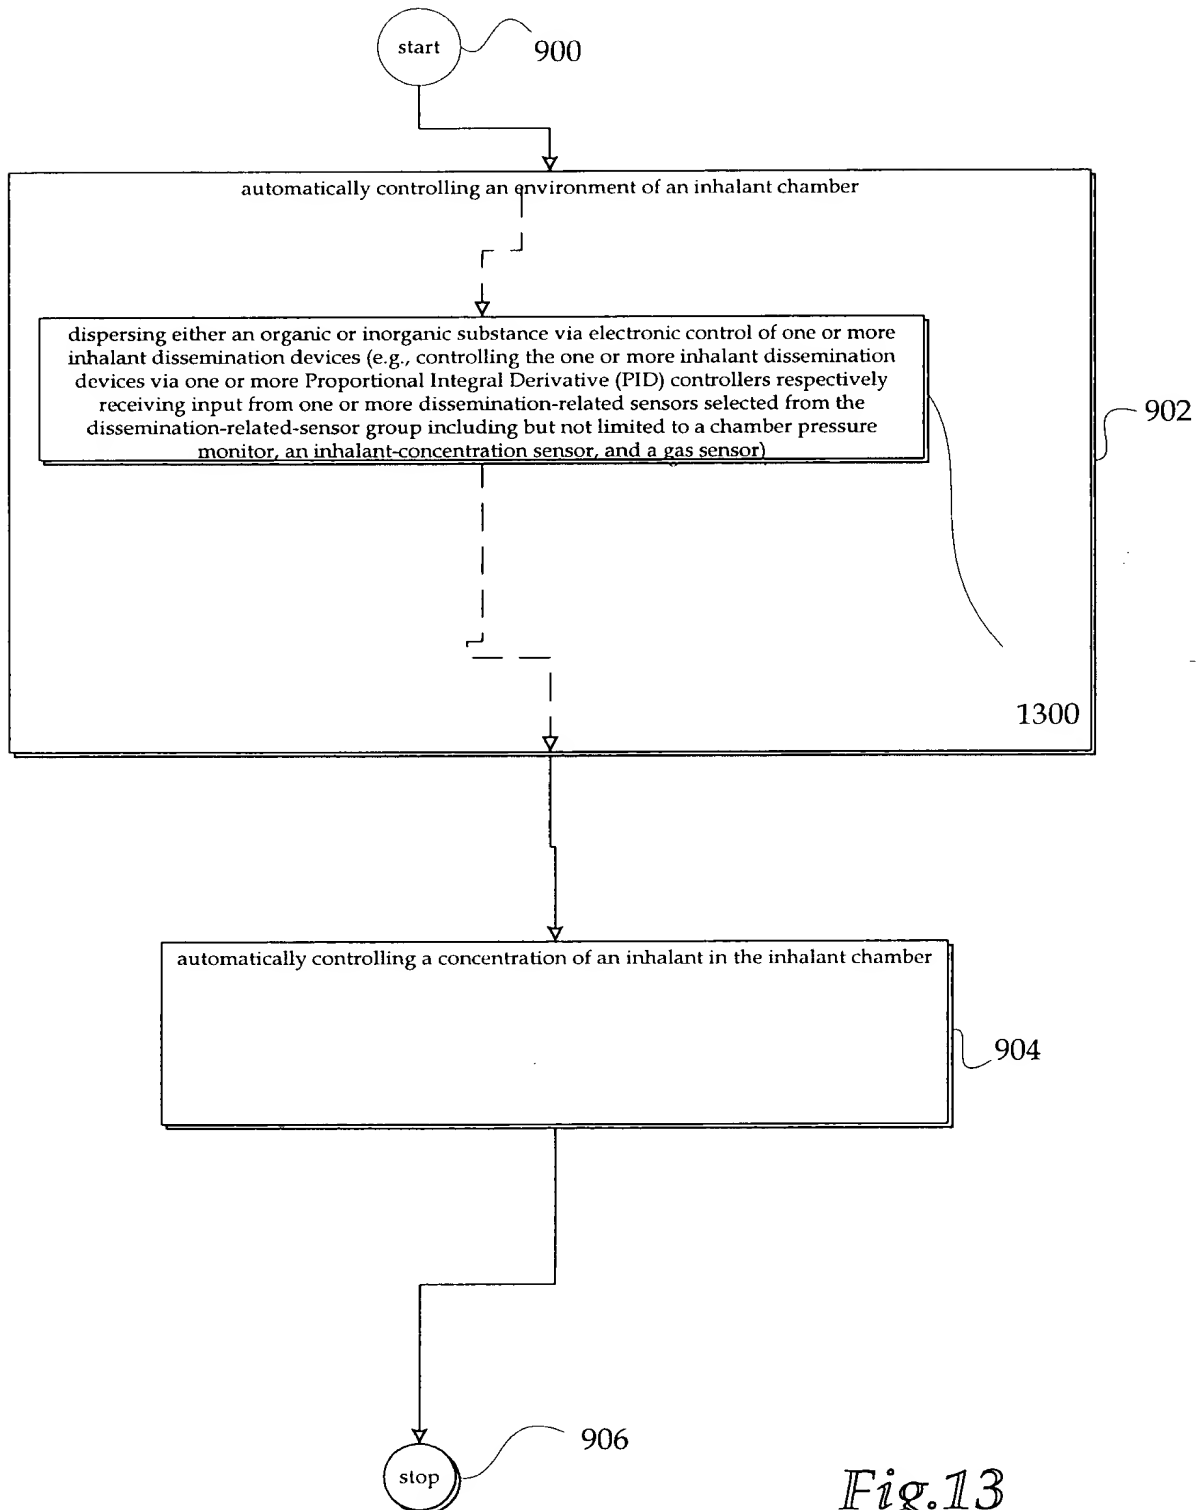 start
900
automatically controlling an environment of an inhalant chamber
dispersing either an organic or inorganic substance via electronic control of one or more
inhalant dissemination devices (e.g., controlling the one or more inhalant dissemination
devices via one or more Proportional Integral Derivative (PID) controllers respectively
receiving input from one or more dissemination-related sensors selected from the
dissemination-related-sensor group including but not limited to a chamber pressure
monitor, an inhalant-concentration sensor, and a gas sensor)
902
1300
automatically controlling a concentration of an inhalant in the inhalant chamber
904
906
stop
Fig.13